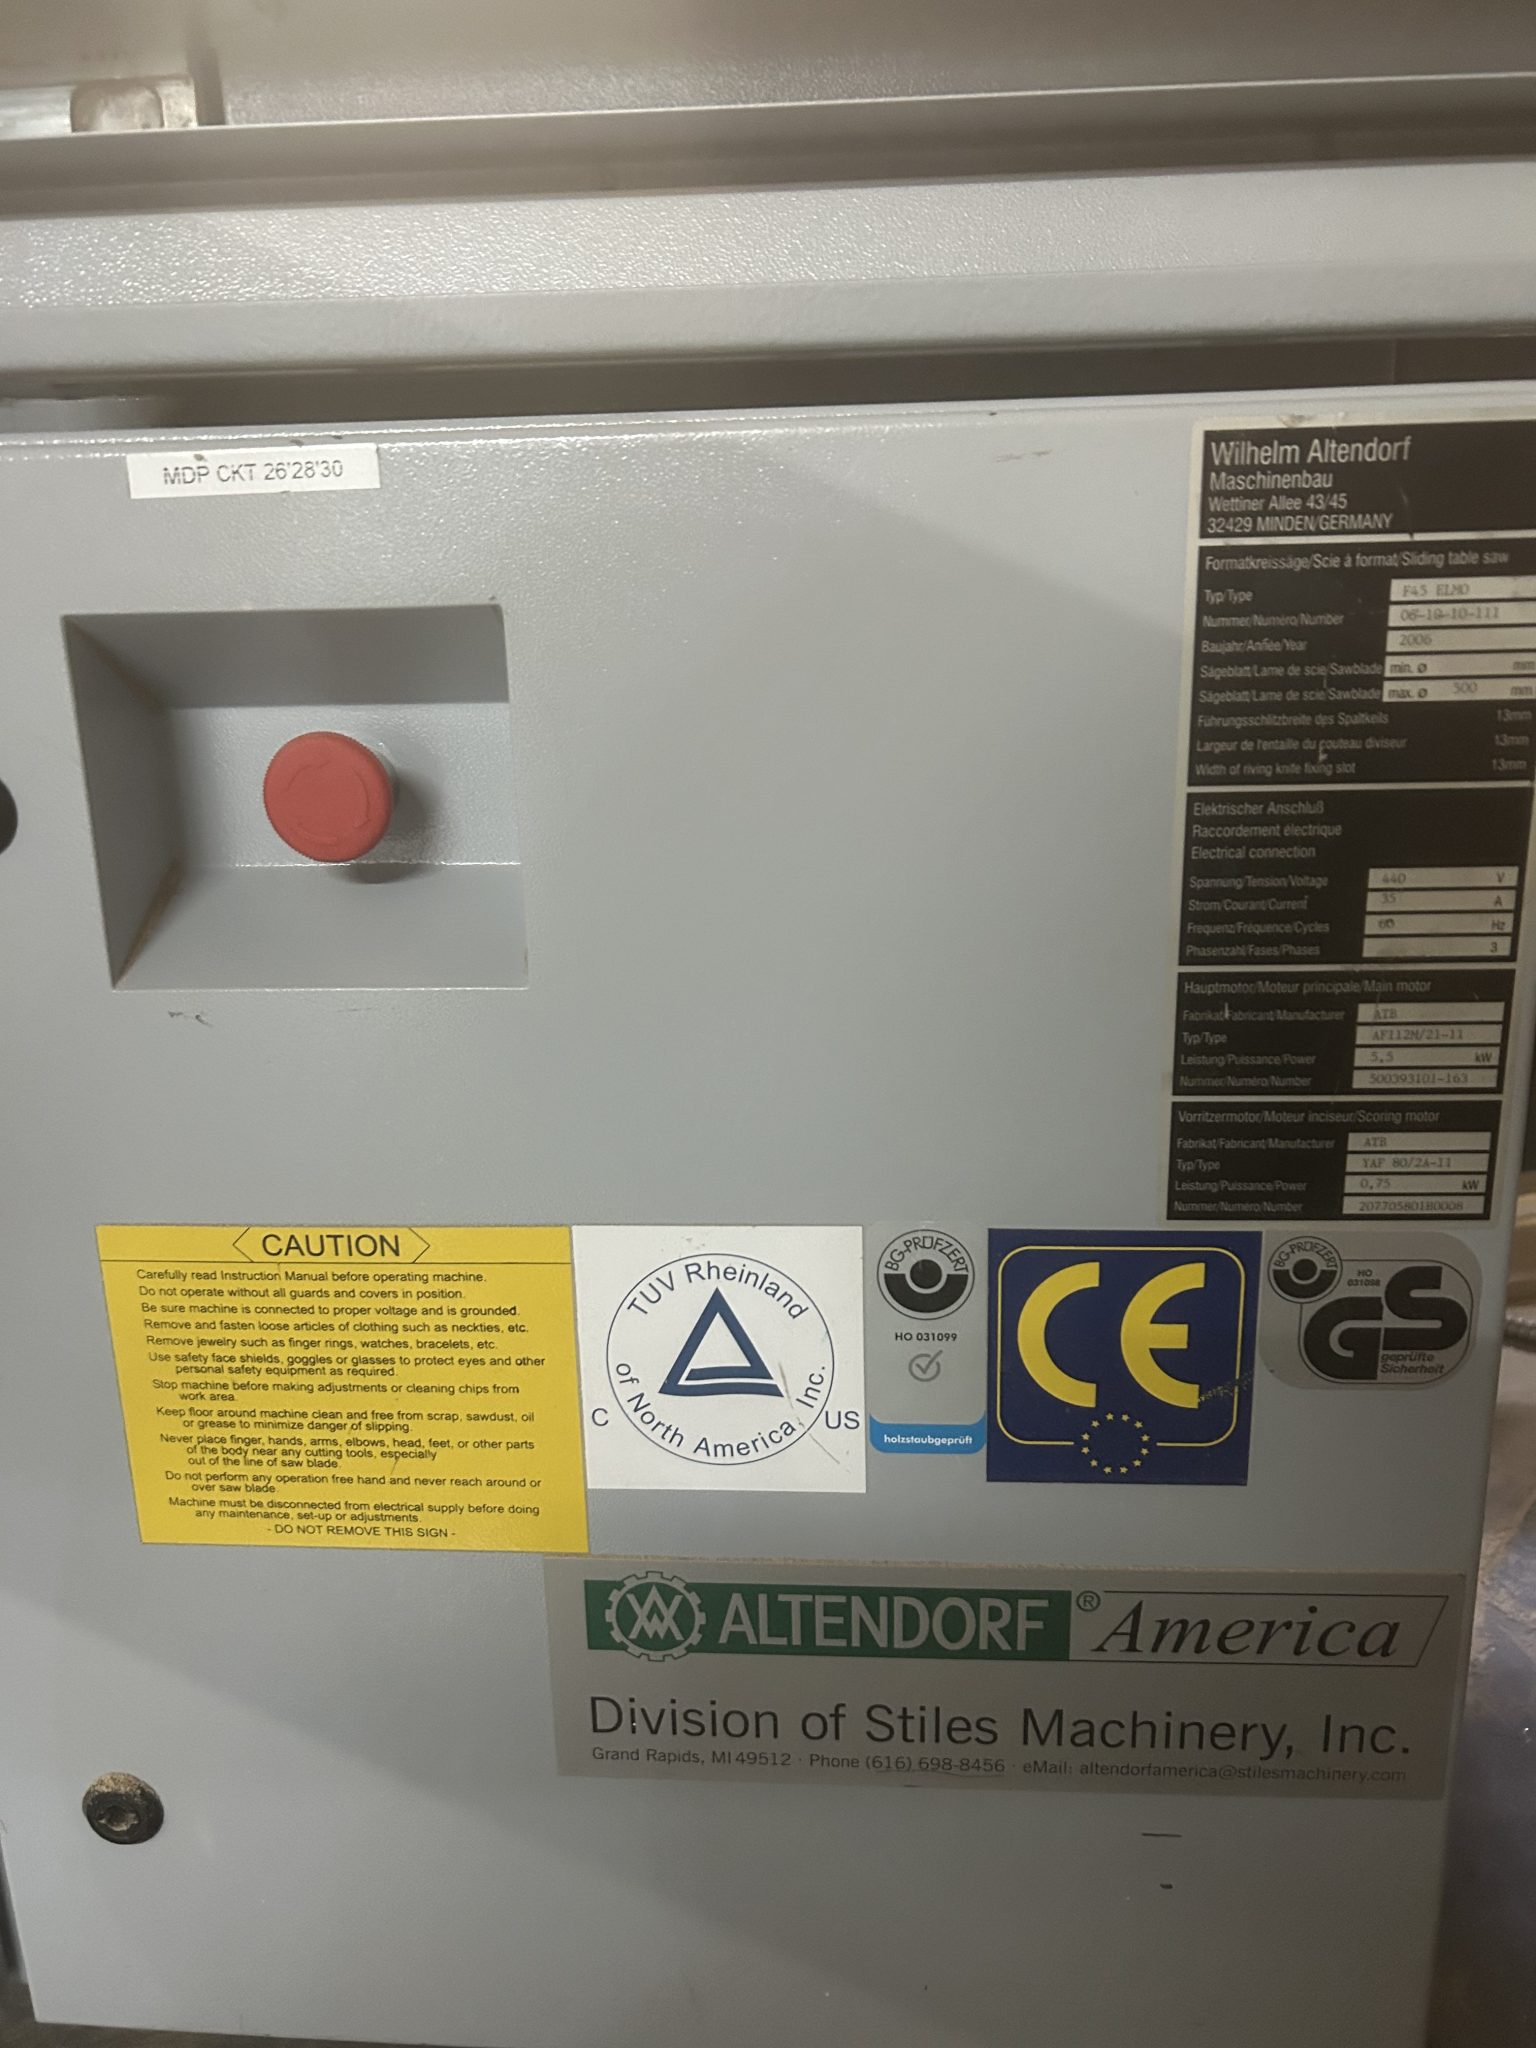 MDP CKT 26'28'30
Wilhelm Altendorf
Maschinenbau
Wettiner Allee 43/45
32429 MINDEN/GERMANY
Formatkreissäge/Scie à format/Sliding table saw
Typ/Type F45 ELMO
Nummer/Numéro/Number 06-10-10-111
Baujahr/Année/Year 2006
Sägeblatt/Lame de scie/Sawblade min. ø mm
Sägeblatt/Lame de scie/Sawblade max. ø 500 mm
Führungsschlitzbreite des Spaltkeils 13mm
Largeur de l'entaille du couteau diviseur 13mm
Width of riving knife fixing slot 13mm
Elektrischer Anschluß
Raccordement électrique
Electrical connection
Spannung/Tension/Voltage 440 V
Strom/Courant/Current 35 A
Frequenz/Fréquence/Cycles 60 Hz
Phasenzahl/Fases/Phases 3
Hauptmotor/Moteur principale/Main motor
Fabrikat/Fabricant/Manufacturer ATB
Typ/Type AF112M/21-11
Leistung/Puissance/Power 5,5 kW
Nummer/Numéro/Number 500393101-163
Vorritzermotor/Moteur inciseur/Scoring motor
Fabrikat/Fabricant/Manufacturer ATB
Typ/Type YAF 80/2A-11
Leistung/Puissance/Power 0,75 kW
Nummer/Numéro/Number
CAUTION
Carefully read Instruction Manual before operating machine.
Do not operate without all guards and covers in position.
Be sure machine is connected to proper voltage and is grounded.
Remove and fasten loose articles of clothing such as neckties, etc.
Remove jewelry such as finger rings, watches, bracelets, etc.
Use safety face shields, goggles or glasses to protect eyes and other
personal safety equipment as required.
Stop machine before making adjustments or cleaning chips from
work area.
Keep floor around machine clean and free from scrap, sawdust, oil
or grease to minimize danger of slipping.
Never place finger, hands, arms, elbows, head, feet, or other parts
of the body near any cutting tools, especially
out of the line of saw blade.
Do not perform any operation free hand and never reach around or
over saw blade.
Machine must be disconnected from electrical supply before doing
any maintenance, set-up or adjustments.
- DO NOT REMOVE THIS SIGN -
TUV Rheinland
of North America, Inc.
C US
BG-PRÜFZERT
HO 031099
holzstaubgeprüft
CE
BG-PRÜFZERT
HO
031098
GS
geprüfte
Sicherheit
ALTENDORF® America
Division of Stiles Machinery, Inc.
Grand Rapids, MI 49512 · Phone (616) 698-8456 · eMail: altendorfamerica@stilesmachinery.com